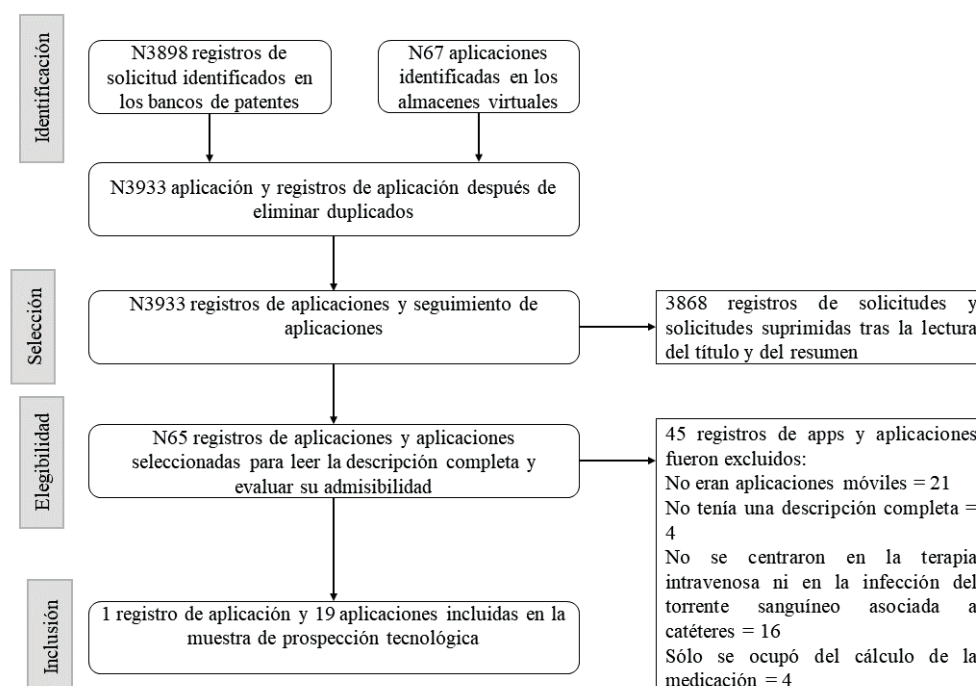 Identificación
N3898 registros de
solicitud identificados en
los bancos de patentes
N67 aplicaciones
identificadas en los
almacenes virtuales
N3933 aplicación y registros de aplicación después de
eliminar duplicados
Selección
N3933 registros de aplicaciones y seguimiento de
aplicaciones
3868 registros de solicitudes y
solicitudes suprimidas tras la lectura
del título y del resumen
Elegibilidad
N65 registros de aplicaciones y aplicaciones
seleccionadas para leer la descripción completa y
evaluar su admisibilidad
45 registros de apps y aplicaciones
fueron excluidos:
No eran aplicaciones móviles = 21
No tenía una descripción completa =
4
No se centraron en la terapia
intravenosa ni en la infección del
torrente sanguíneo asociada a
catéteres = 16
Sólo se ocupó del cálculo de la
medicación = 4
Inclusión
1 registro de aplicación y 19 aplicaciones incluidas en la
muestra de prospección tecnológica